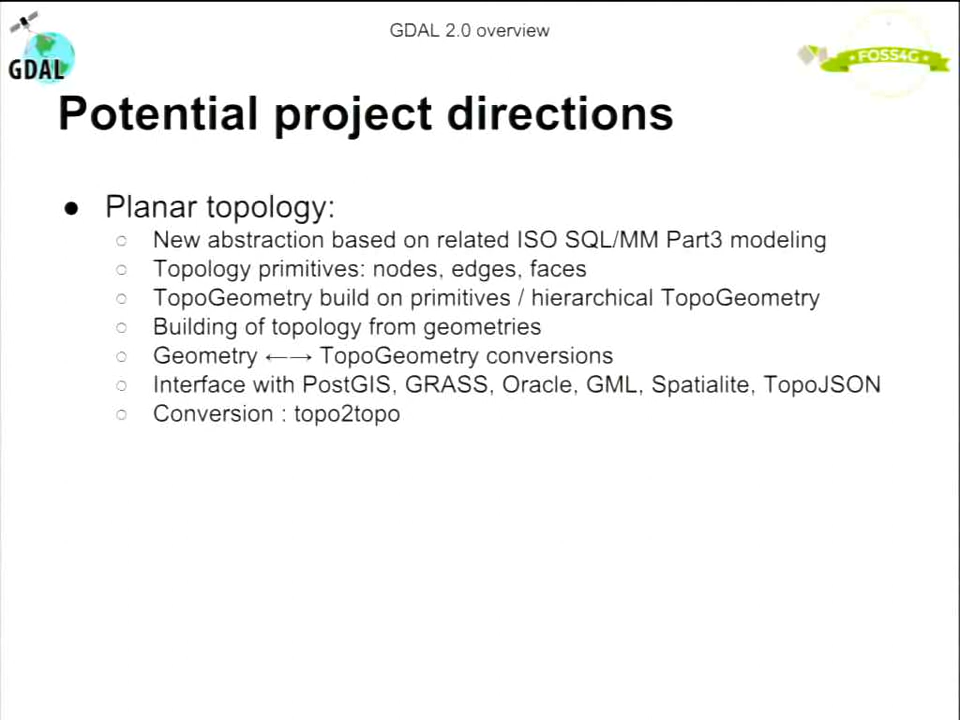 GDAL 2.0 overview
GDAL
FOSS4G
Potential project directions
● Planar topology:
○ New abstraction based on related ISO SQL/MM Part3 modeling
○ Topology primitives: nodes, edges, faces
○ TopoGeometry build on primitives / hierarchical TopoGeometry
○ Building of topology from geometries
○ Geometry ←→ TopoGeometry conversions
○ Interface with PostGIS, GRASS, Oracle, GML, Spatialite, TopoJSON
○ Conversion : topo2topo